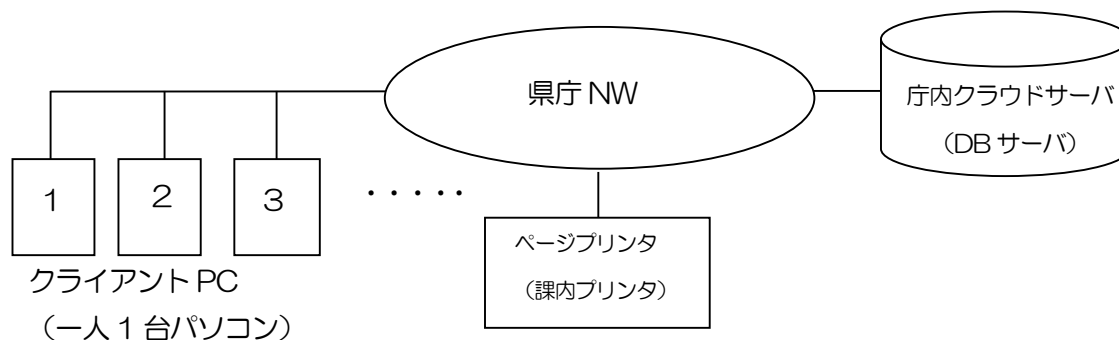 県庁 NW
庁内クラウドサーバ
（DB サーバ）
1
2
3
・・・・・
ページプリンタ
（課内プリンタ）
クライアント PC
（一人 1 台パソコン）